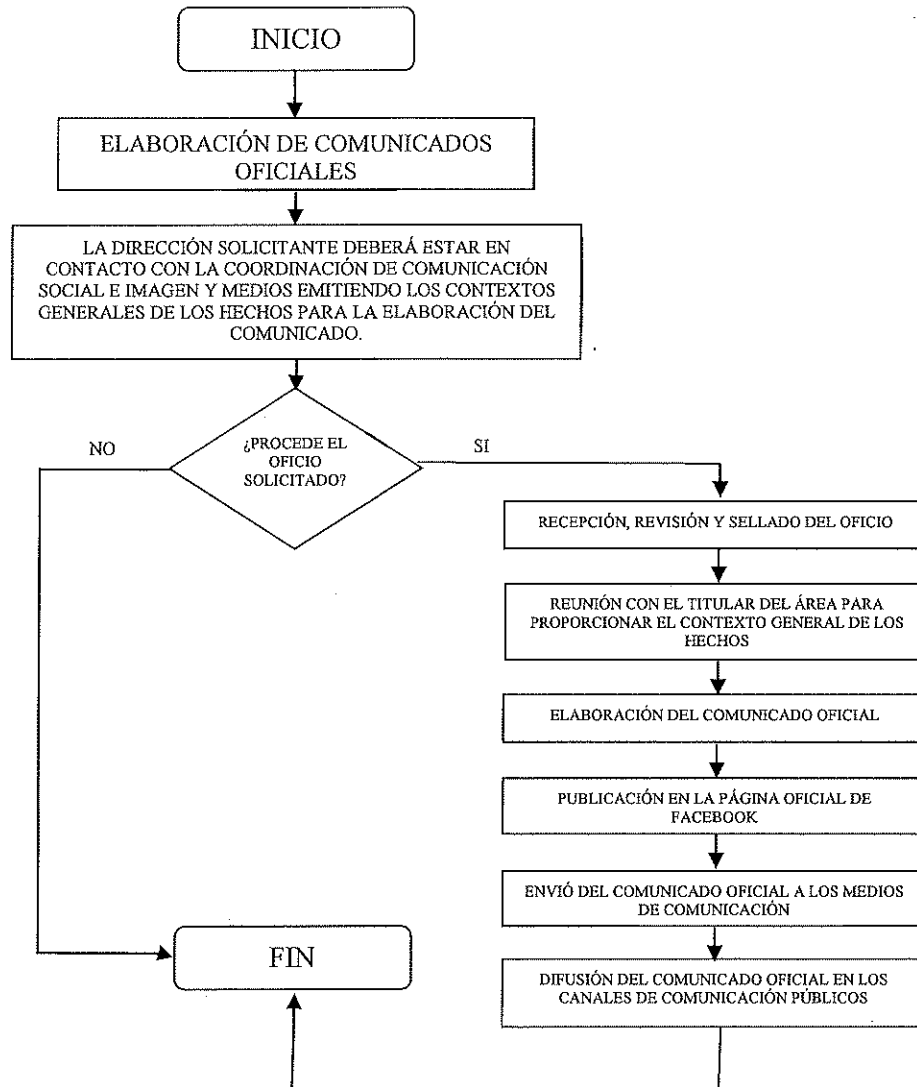 INICIO
ELABORACIÓN DE COMUNICADOS
OFICIALES
LA DIRECCIÓN SOLICITANTE DEBERÁ ESTAR EN
CONTACTO CON LA COORDINACIÓN DE COMUNICACIÓN
SOCIAL E IMAGEN Y MEDIOS EMITIENDO LOS CONTEXTOS
GENERALES DE LOS HECHOS PARA LA ELABORACIÓN DEL
COMUNICADO.
¿PROCEDE EL
OFICIO
SOLICITADO?
NO
SI
RECEPCIÓN, REVISIÓN Y SELLADO DEL OFICIO
REUNIÓN CON EL TITULAR DEL ÁREA PARA
PROPORCIONAR EL CONTEXTO GENERAL DE LOS
HECHOS
ELABORACIÓN DEL COMUNICADO OFICIAL
PUBLICACIÓN EN LA PÁGINA OFICIAL DE
FACEBOOK
ENVIÓ DEL COMUNICADO OFICIAL A LOS MEDIOS
DE COMUNICACIÓN
DIFUSIÓN DEL COMUNICADO OFICIAL EN LOS
CANALES DE COMUNICACIÓN PÚBLICOS
FIN